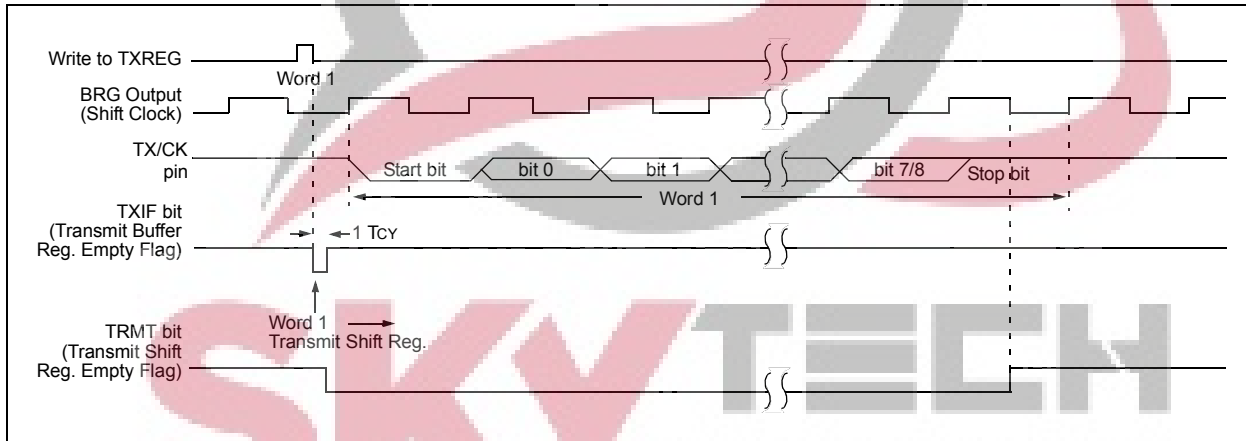 Write to TXREG
Word 1
BRG Output
(Shift Clock)
TX/CK
pin
Start bit
bit 0
bit 1
bit 7/8
Stop bit
Word 1
TXIF bit
(Transmit Buffer
Reg. Empty Flag)
1 TCY
Word 1
Transmit Shift Reg.
TRMT bit
(Transmit Shift
Reg. Empty Flag)
SKYTECH